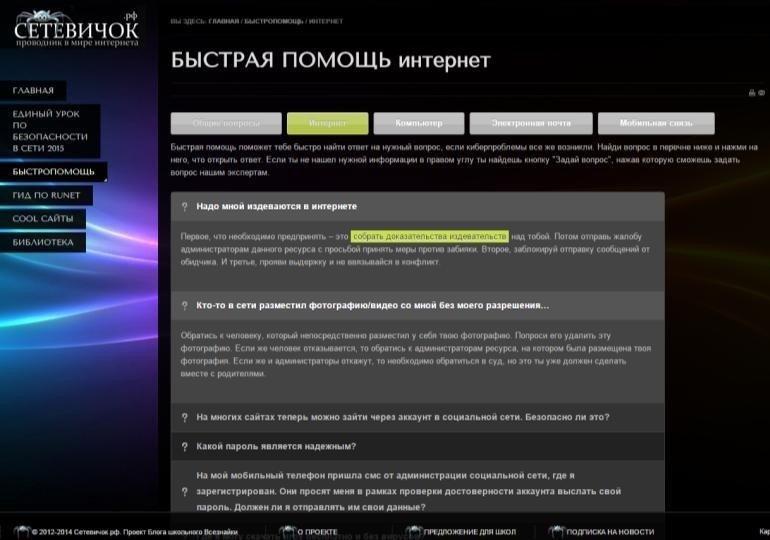 .рф
СЕТЕВИЧОК
проводник в мире интернета
ВЫ ЗДЕСЬ: ГЛАВНАЯ / БЫСТРОПОМОЩЬ / ИНТЕРНЕТ
БЫСТРАЯ ПОМОЩЬ интернет
ГЛАВНАЯ
ЕДИНЫЙ УРОК
ПО
БЕЗОПАСНОСТИ
В СЕТИ 2015
БЫСТРОПОМОЩЬ
ГИД ПО RUNET
COOL САЙТЫ
БИБЛИОТЕКА
Общие вопросы Интернет Компьютер Электронная почта Мобильная связь
Быстрая помощь поможет тебе быстро найти ответ на нужный вопрос, если киберпроблемы все же возникли. Найди вопрос в перечне ниже и нажми на
него, что открыть ответ. Если ты не нашел нужной информации в правом углу ты найдешь кнопку "Задай вопрос", нажав которую сможешь задать
вопрос нашим экспертам.
? Надо мной издеваются в интернете
Первое, что необходимо предпринять – это собрать доказательства издевательств над тобой. Потом отправь жалобу
администраторам данного ресурса с просьбой принять меры против забияки. Второе, заблокируй отправку сообщений от
обидчика. И третье, прояви выдержку и не ввязывайся в конфликт.
? Кто-то в сети разместил фотографию/видео со мной без моего разрешения...
Обратись к человеку, который непосредственно разместил у себя твою фотографию. Попроси его удалить эту
фотографию. Если же человек отказывается, то обратись к администраторам ресурса, на котором была размещена твоя
фотография. Если же и администраторы откажут, то необходимо обратиться в суд, но это ты уже должен сделать
вместе с родителями.
? На многих сайтах теперь можно зайти через аккаунт в социальной сети. Безопасно ли это?
? Какой пароль является надежным?
На мой мобильный телефон пришла смс от администрации социальной сети, где я
? зарегистрирован. Они просят меня в рамках проверки достоверности аккаунта выслать свой
пароль. Должен ли я отправлять им свои данные?
© 2012-2014 Сетевичок.рф. Проект Блога школьного Всезнайки О ПРОЕКТЕ ПРЕДЛОЖЕНИЕ ДЛЯ ШКОЛ ПОДПИСКА НА НОВОСТИ Кар